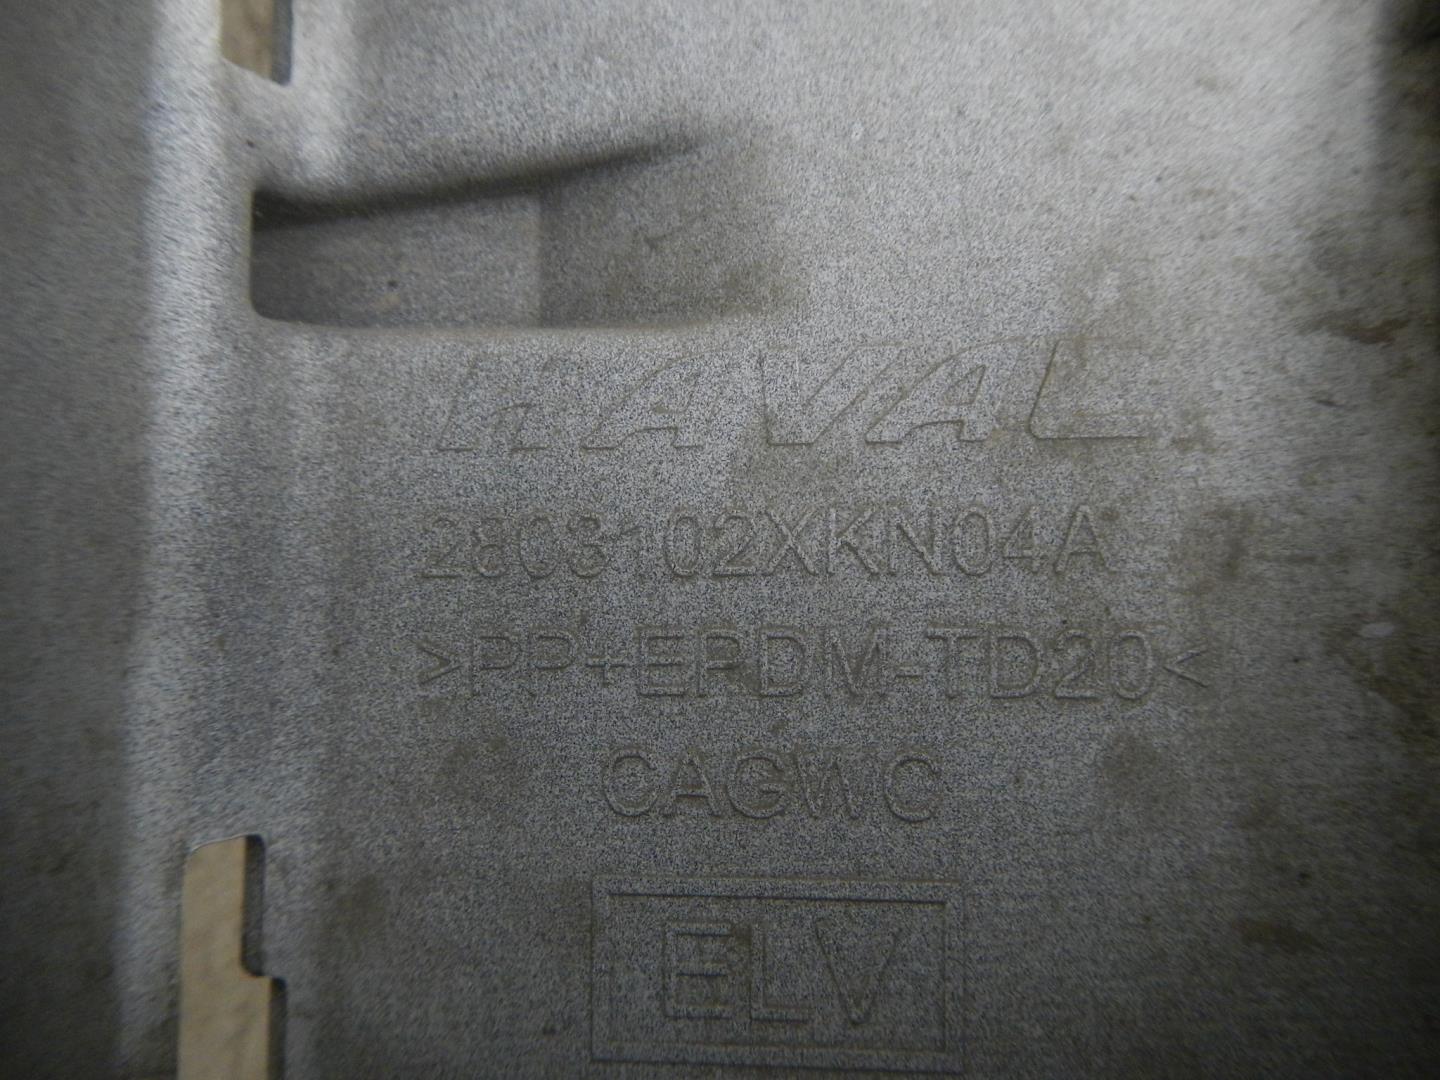 HAVAL
2803102XKN04A
>PP+EPDM-TD20<
CAGWC
ELV